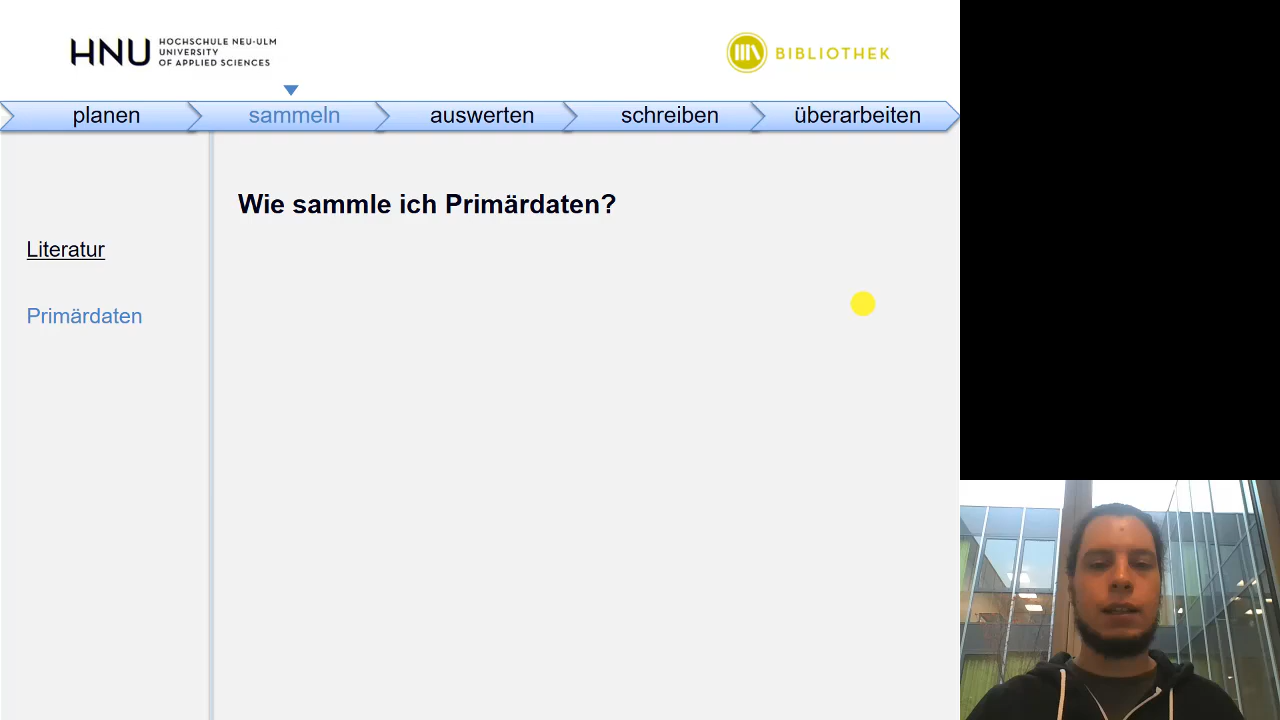 HNU HOCHSCHULE NEU-ULM
UNIVERSITY
OF APPLIED SCIENCES
BIBLIOTHEK
planen sammeln auswerten schreiben überarbeiten
Wie sammle ich Primärdaten?
Literatur
Primärdaten